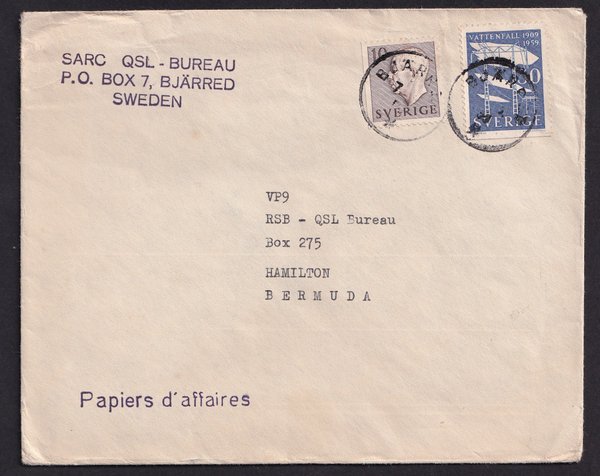 SARC QSL-BUREAU
P.O. BOX 7, BJÄRRED
SWEDEN
10
SVERIGE
VATTENFALL 1909
1959
SVERIGE
VP9
RSB - QSL Bureau
Box 275
HAMILTON
BERMUDA
Papiers d'affaires